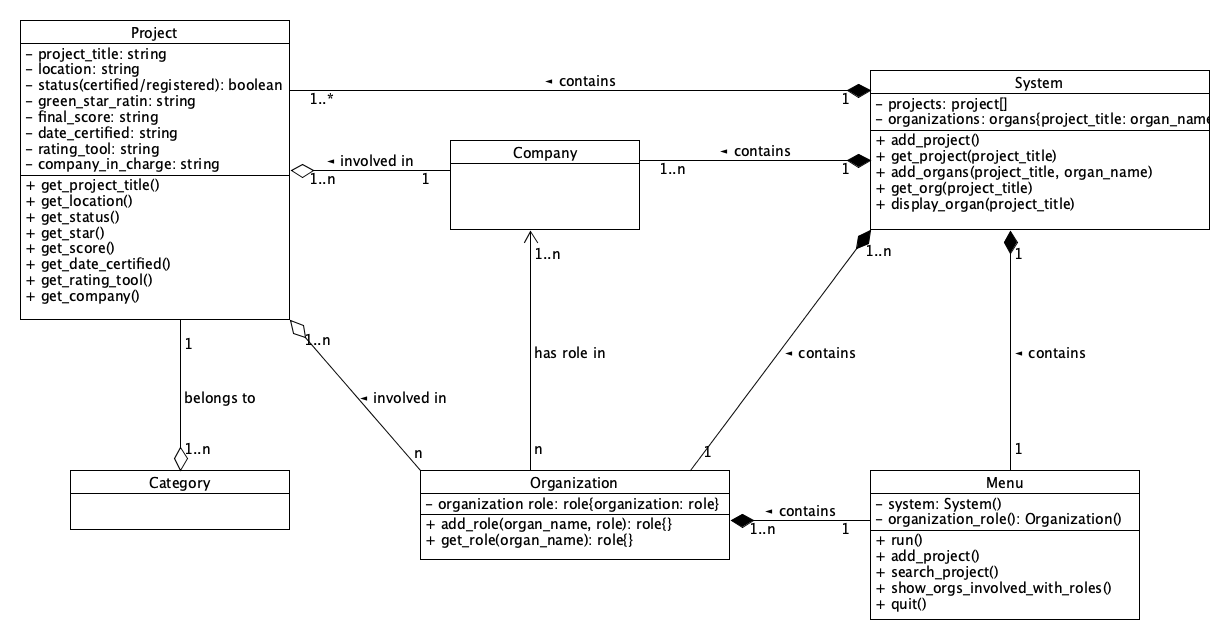 Project
- project_title: string
- location: string
- status(certified/registered): boolean
- green_star_ratin: string
- final_score: string
- date_certified: string
- rating_tool: string
- company_in_charge: string
+ get_project_title()
+ get_location()
+ get_status()
+ get_star()
+ get_score()
+ get_date_certified()
+ get_rating_tool()
+ get_company()
◄ contains
1..*
1
System
- projects: project[]
- organizations: organs{project_title: organ_name
+ add_project()
+ get_project(project_title)
+ add_organs(project_title, organ_name)
+ get_org(project_title)
+ display_organ(project_title)
◄ involved in
1..n
1
Company
◄ contains
1..n
1
1..n
1..n
1
1
1..n
has role in
◄ contains
◄ contains
belongs to
◄ involved in
1..n
n
n
1
1
Category
Organization
- organization role: role{organization: role}
+ add_role(organ_name, role): role{}
+ get_role(organ_name): role{}
◄ contains
1..n
1
Menu
- system: System()
- organization_role(): Organization()
+ run()
+ add_project()
+ search_project()
+ show_orgs_involved_with_roles()
+ quit()